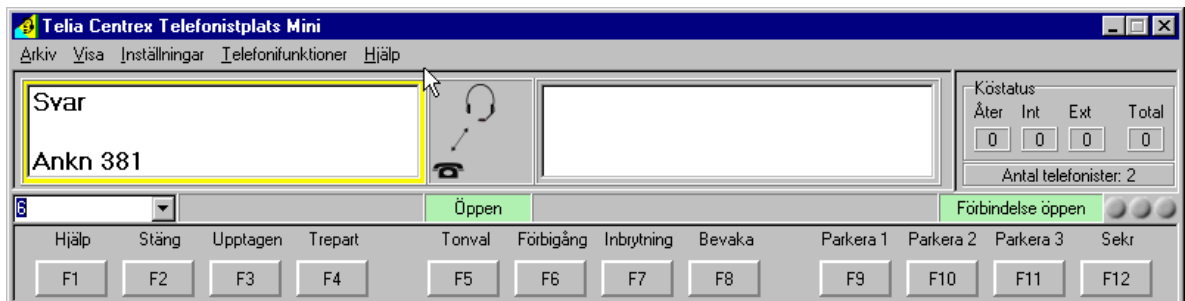 Telia Centrex Telefonistplats Mini
Arkiv Visa Inställningar Telefonifunktioner Hjälp
Svar
Ankn 381
Köstatus
Åter Int Ext Total
0 0 0 0
Antal telefonister: 2
6 Öppen Förbindelse öppen
Hjälp Stäng Upptagen Trepart Tonval Förbigång Inbrytning Bevaka Parkera 1 Parkera 2 Parkera 3 Sekr
F1 F2 F3 F4 F5 F6 F7 F8 F9 F10 F11 F12